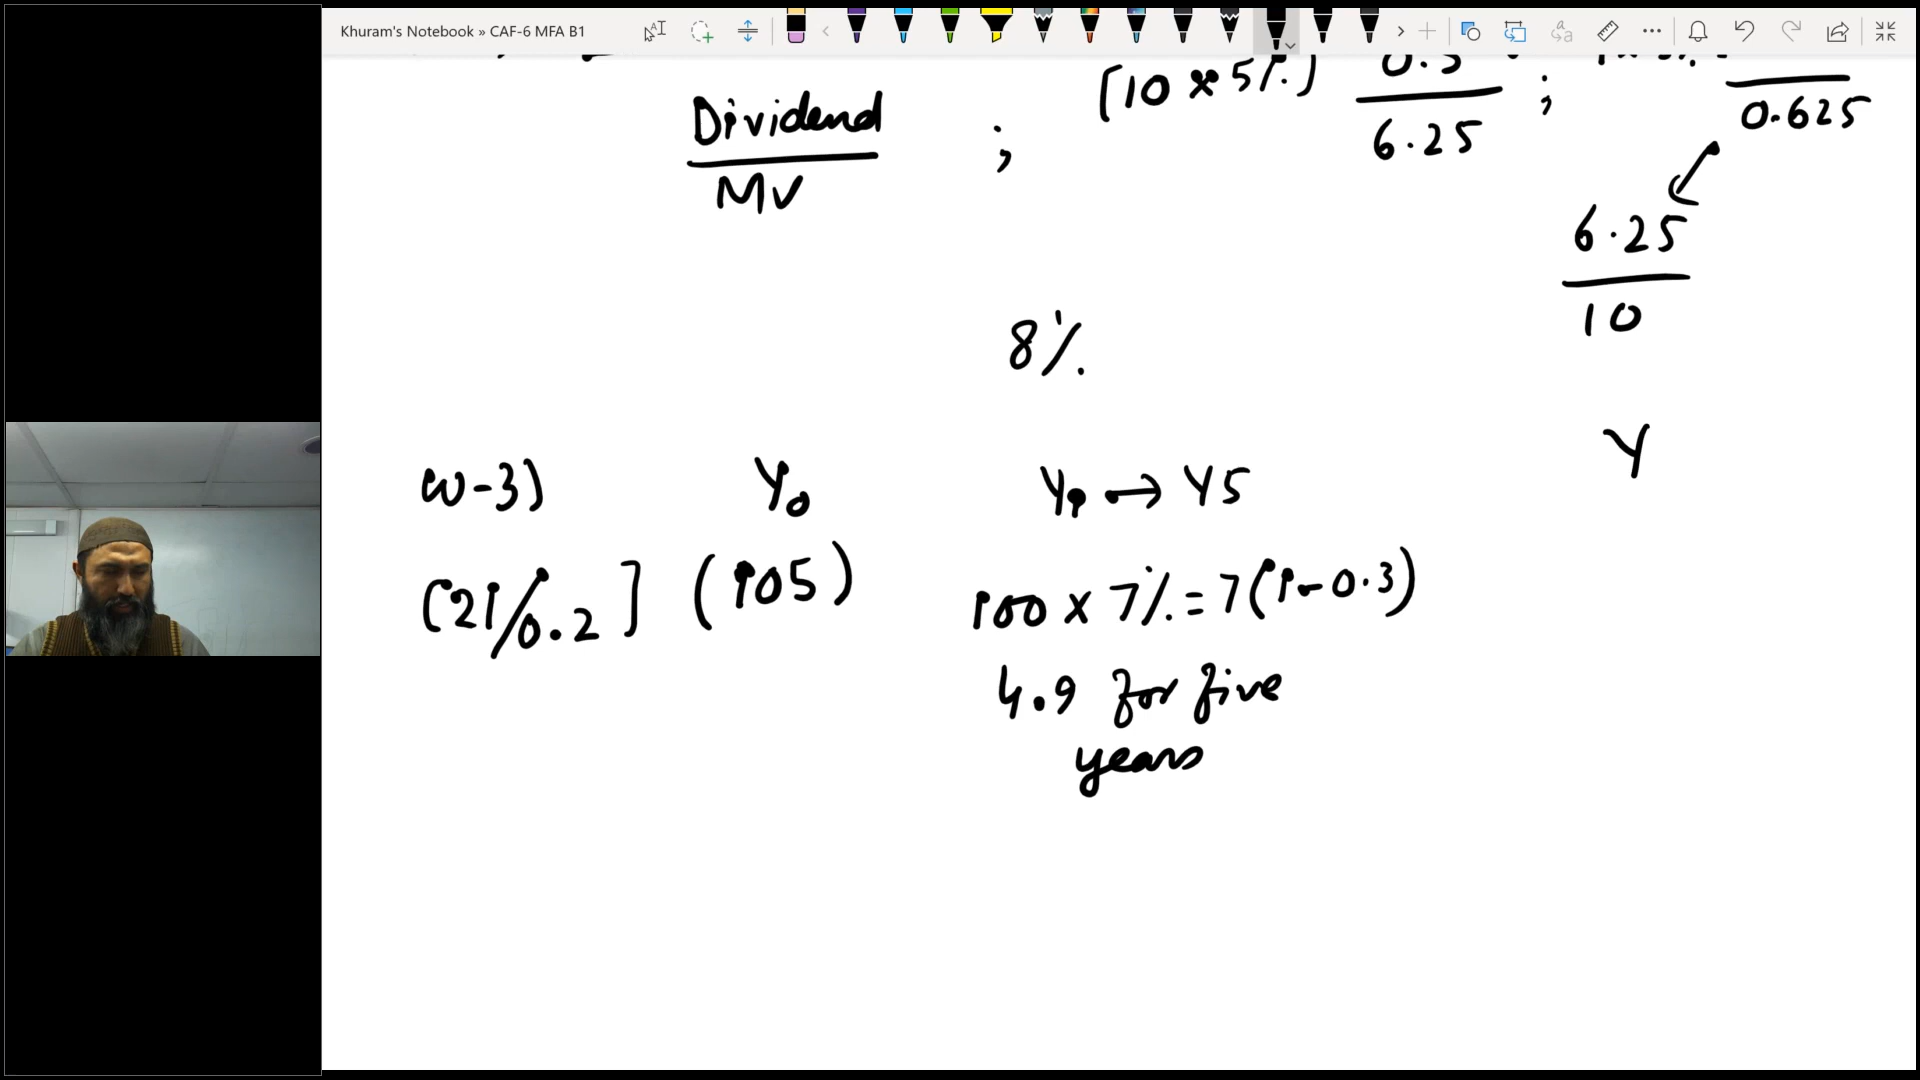 Khuram's Notebook » CAF-6 MFA B1
Dividend
MV
;
[10 x 5%]
6.25
;
0.625
6.25
10
8%
W-3)
Y0
Y1 → Y5
Y
[21/0.2]
(105)
100 x 7% = 7(1-0.3)
4.9 for five
years